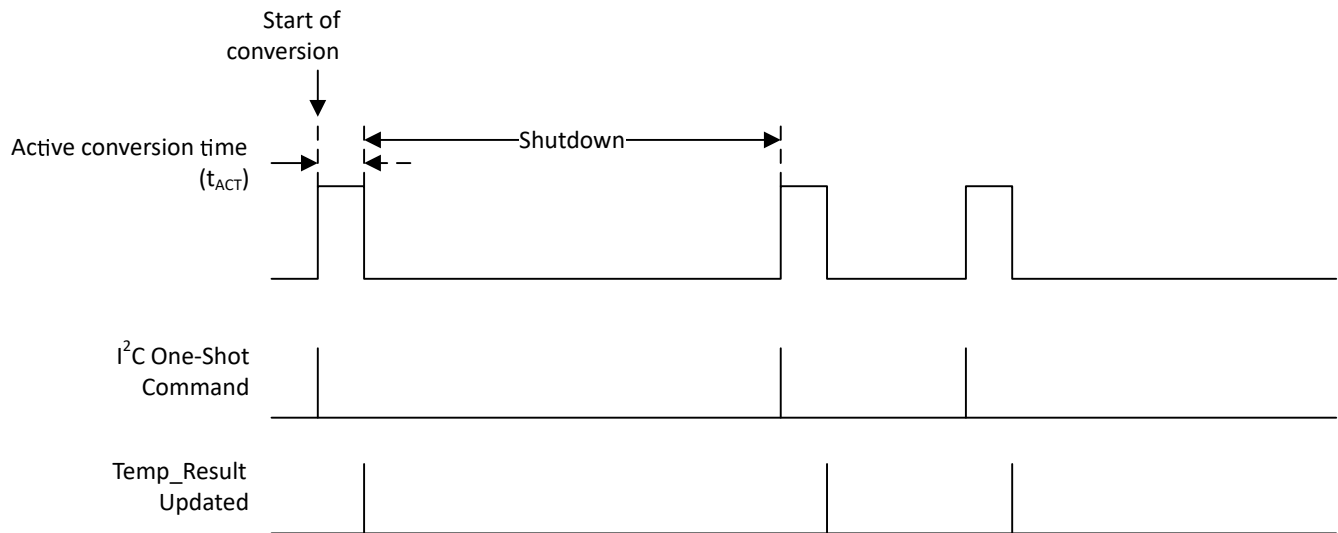 Start of
conversion
Active conversion time
(tACT)
Shutdown
I²C One-Shot
Command
Temp_Result
Updated